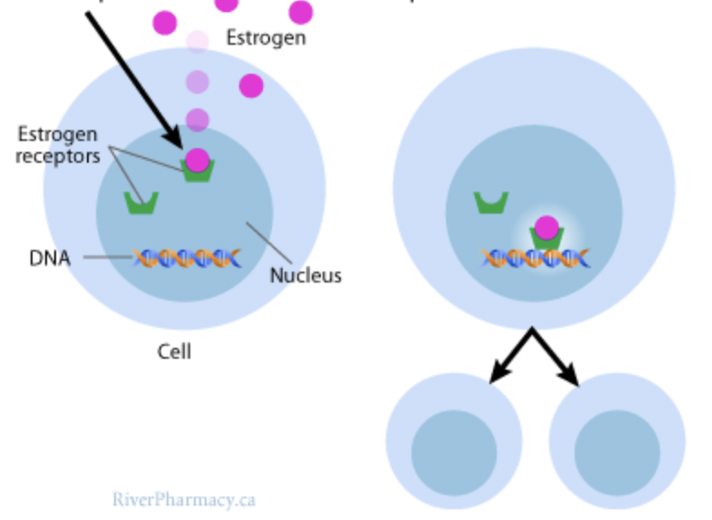 Estrogen
Estrogen
receptors
DNA
Nucleus
Cell
RiverPharmacy.ca